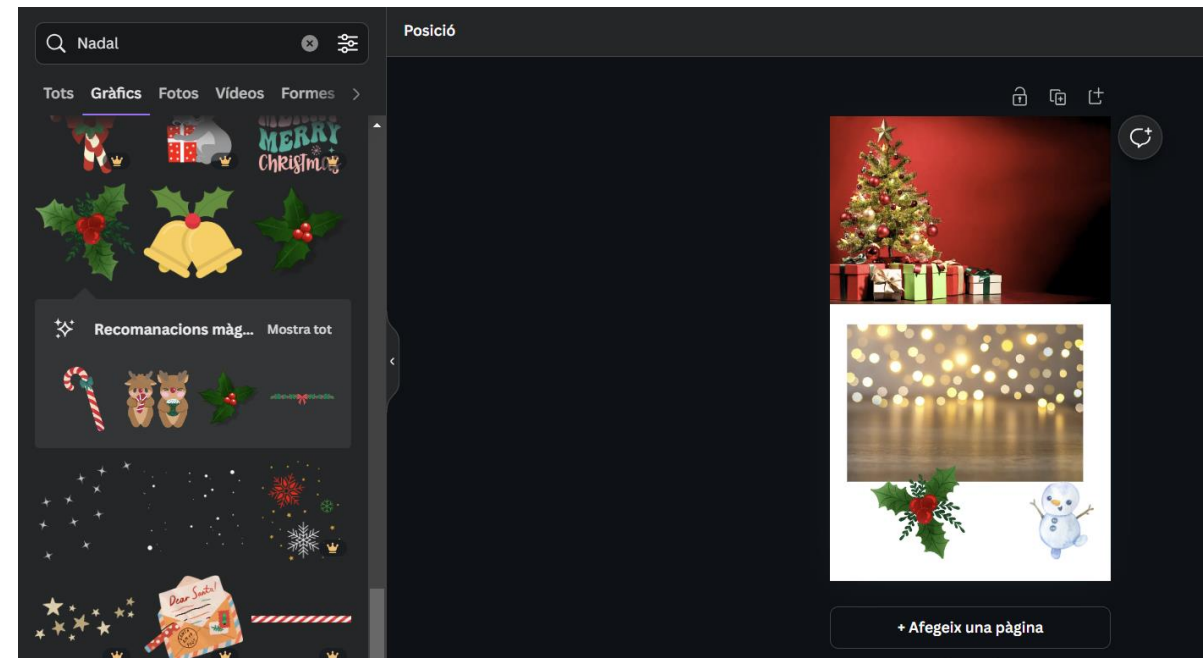 Nadal
Posició
Tots Gràfics Fotos Vídeos Formes
MERRY
Christmas
Recomanacions màg... Mostra tot
Dear Santa!
+ Afegeix una pàgina